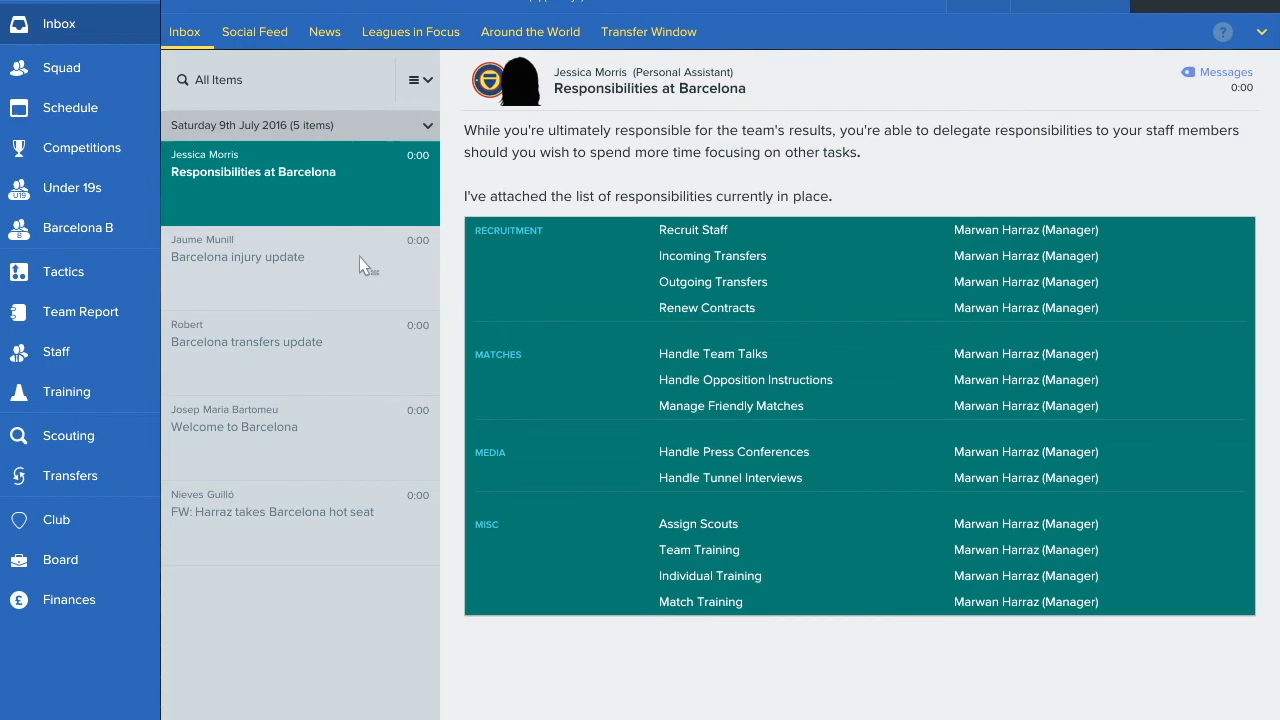 Inbox
Squad
Schedule
Competitions
Under 19s
U19
Barcelona B
B
Tactics
Team Report
Staff
Training
Scouting
Transfers
Club
Board
£
Finances
Inbox Social Feed News Leagues in Focus Around the World Transfer Window ?
All Items
Saturday 9th July 2016 (5 items)
Jessica Morris 0:00
Responsibilities at Barcelona
Jaume Munill 0:00
Barcelona injury update
Robert 0:00
Barcelona transfers update
Josep Maria Bartomeu 0:00
Welcome to Barcelona
Nieves Guilló 0:00
FW: Harraz takes Barcelona hot seat
Jessica Morris (Personal Assistant) Messages
Responsibilities at Barcelona 0:00
While you're ultimately responsible for the team's results, you're able to delegate responsibilities to your staff members
should you wish to spend more time focusing on other tasks.
I've attached the list of responsibilities currently in place.
RECRUITMENT Recruit Staff Marwan Harraz (Manager)
Incoming Transfers Marwan Harraz (Manager)
Outgoing Transfers Marwan Harraz (Manager)
Renew Contracts Marwan Harraz (Manager)
MATCHES Handle Team Talks Marwan Harraz (Manager)
Handle Opposition Instructions Marwan Harraz (Manager)
Manage Friendly Matches Marwan Harraz (Manager)
MEDIA Handle Press Conferences Marwan Harraz (Manager)
Handle Tunnel Interviews Marwan Harraz (Manager)
MISC Assign Scouts Marwan Harraz (Manager)
Team Training Marwan Harraz (Manager)
Individual Training Marwan Harraz (Manager)
Match Training Marwan Harraz (Manager)